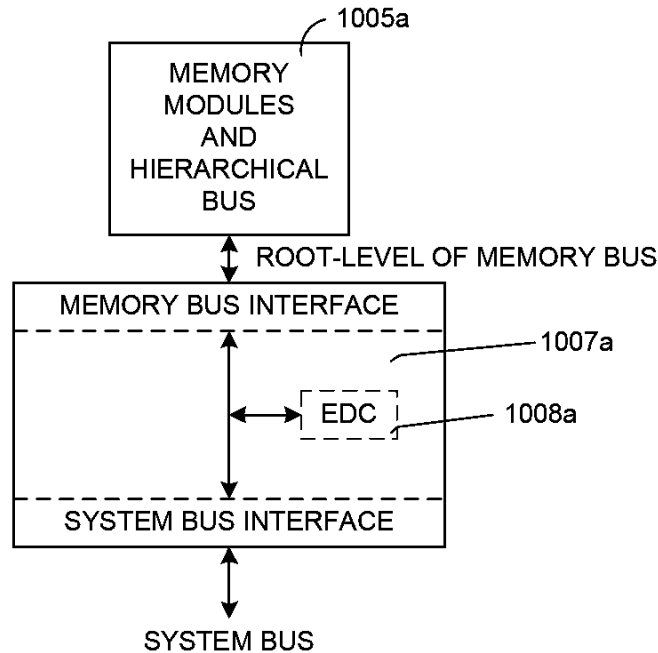 1005a
MEMORY
MODULES
AND
HIERARCHICAL
BUS
ROOT-LEVEL OF MEMORY BUS
MEMORY BUS INTERFACE
1007a
EDC
1008a
SYSTEM BUS INTERFACE
SYSTEM BUS